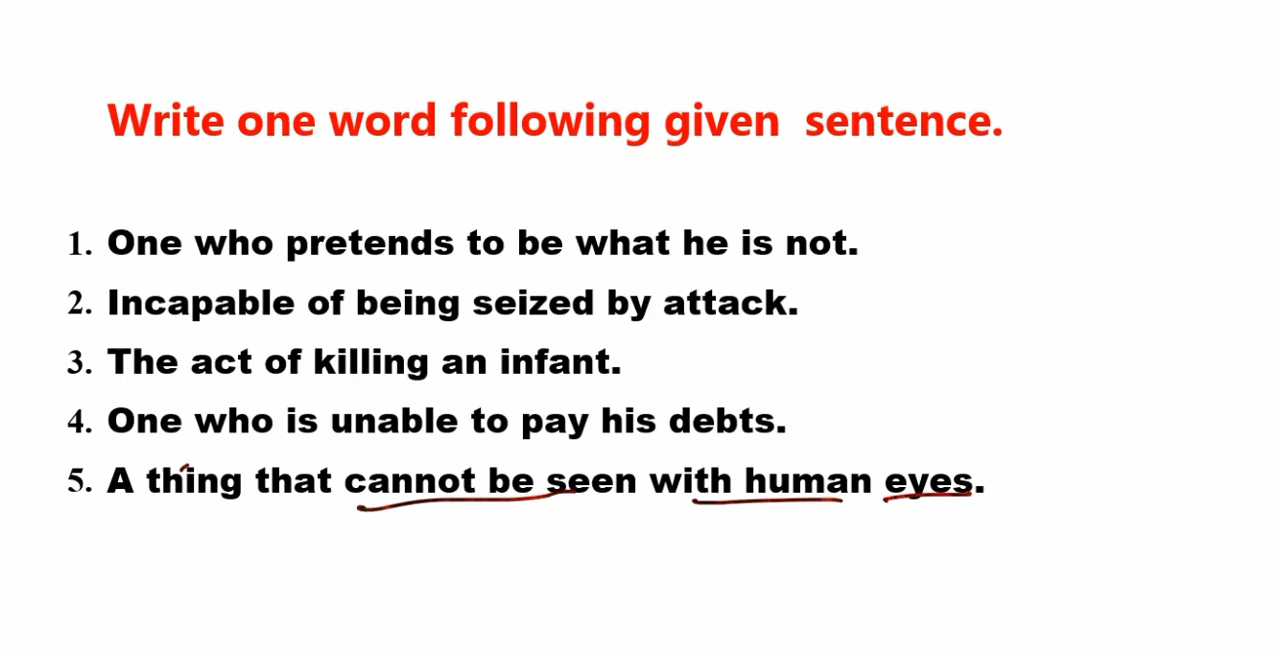 Write one word following given sentence.
1. One who pretends to be what he is not.
2. Incapable of being seized by attack.
3. The act of killing an infant.
4. One who is unable to pay his debts.
5. A thing that cannot be seen with human eyes.